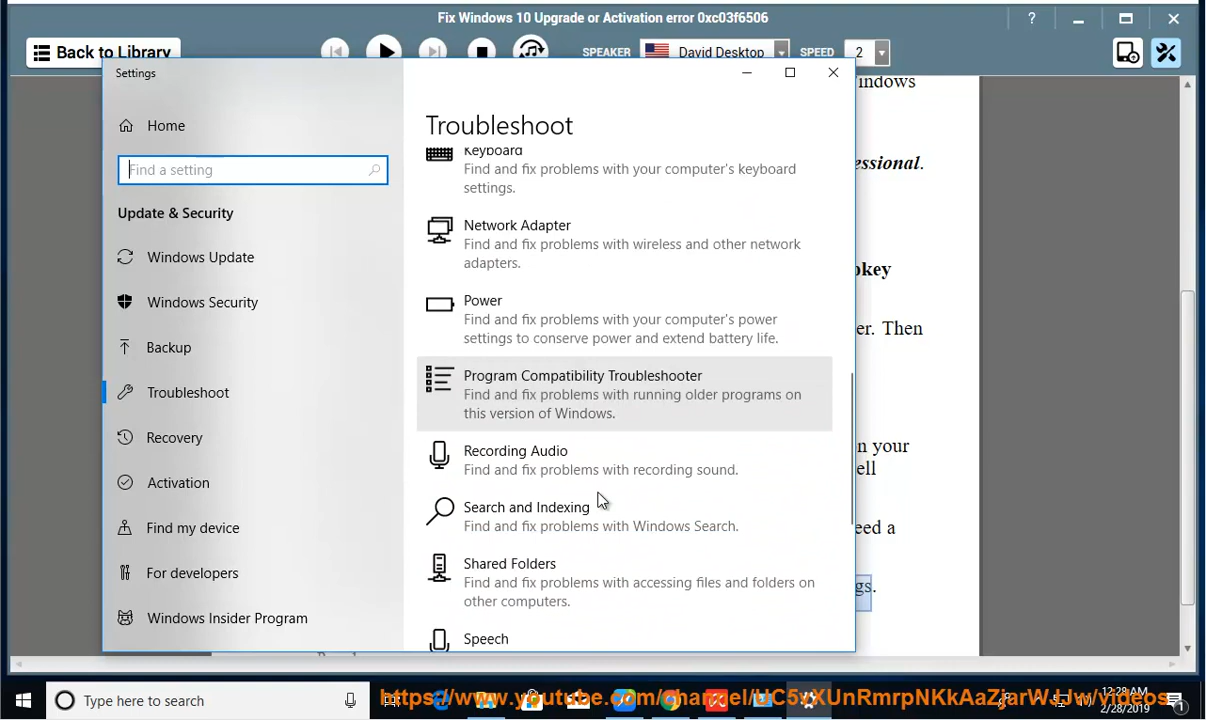 Fix Windows 10 Upgrade or Activation error 0xc03f6506
?
Back to Library
SPEAKER
David Desktop
SPEED
2
Settings
Home
Find a setting
Update & Security
Windows Update
Windows Security
Backup
Troubleshoot
Recovery
Activation
Find my device
For developers
Windows Insider Program
Troubleshoot
Keyboard
Find and fix problems with your computer's keyboard
settings.
Network Adapter
Find and fix problems with wireless and other network
adapters.
Power
Find and fix problems with your computer's power
settings to conserve power and extend battery life.
Program Compatibility Troubleshooter
Find and fix problems with running older programs on
this version of Windows.
Recording Audio
Find and fix problems with recording sound.
Search and Indexing
Find and fix problems with Windows Search.
Shared Folders
Find and fix problems with accessing files and folders on
other computers.
Speech
er. Then
on your
Type here to search
12:28 AM
2/28/2019
1